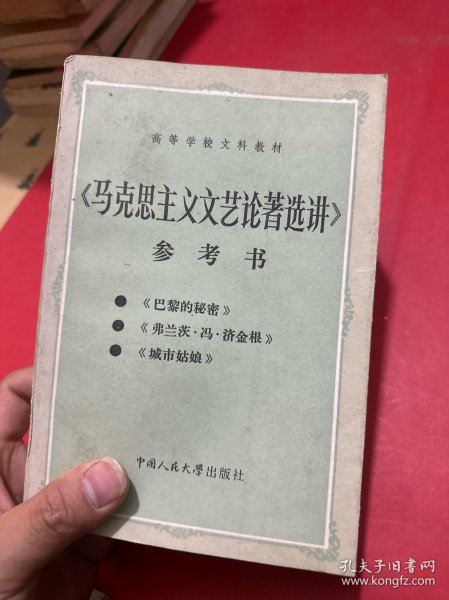 高等学校文科教材
《马克思主义文艺论著选讲》
参考书
● 《巴黎的秘密》
● 《弗兰茨·冯·济金根》
● 《城市姑娘》
中国人民大學出版社
孔夫子旧书网
www.kongfz.com